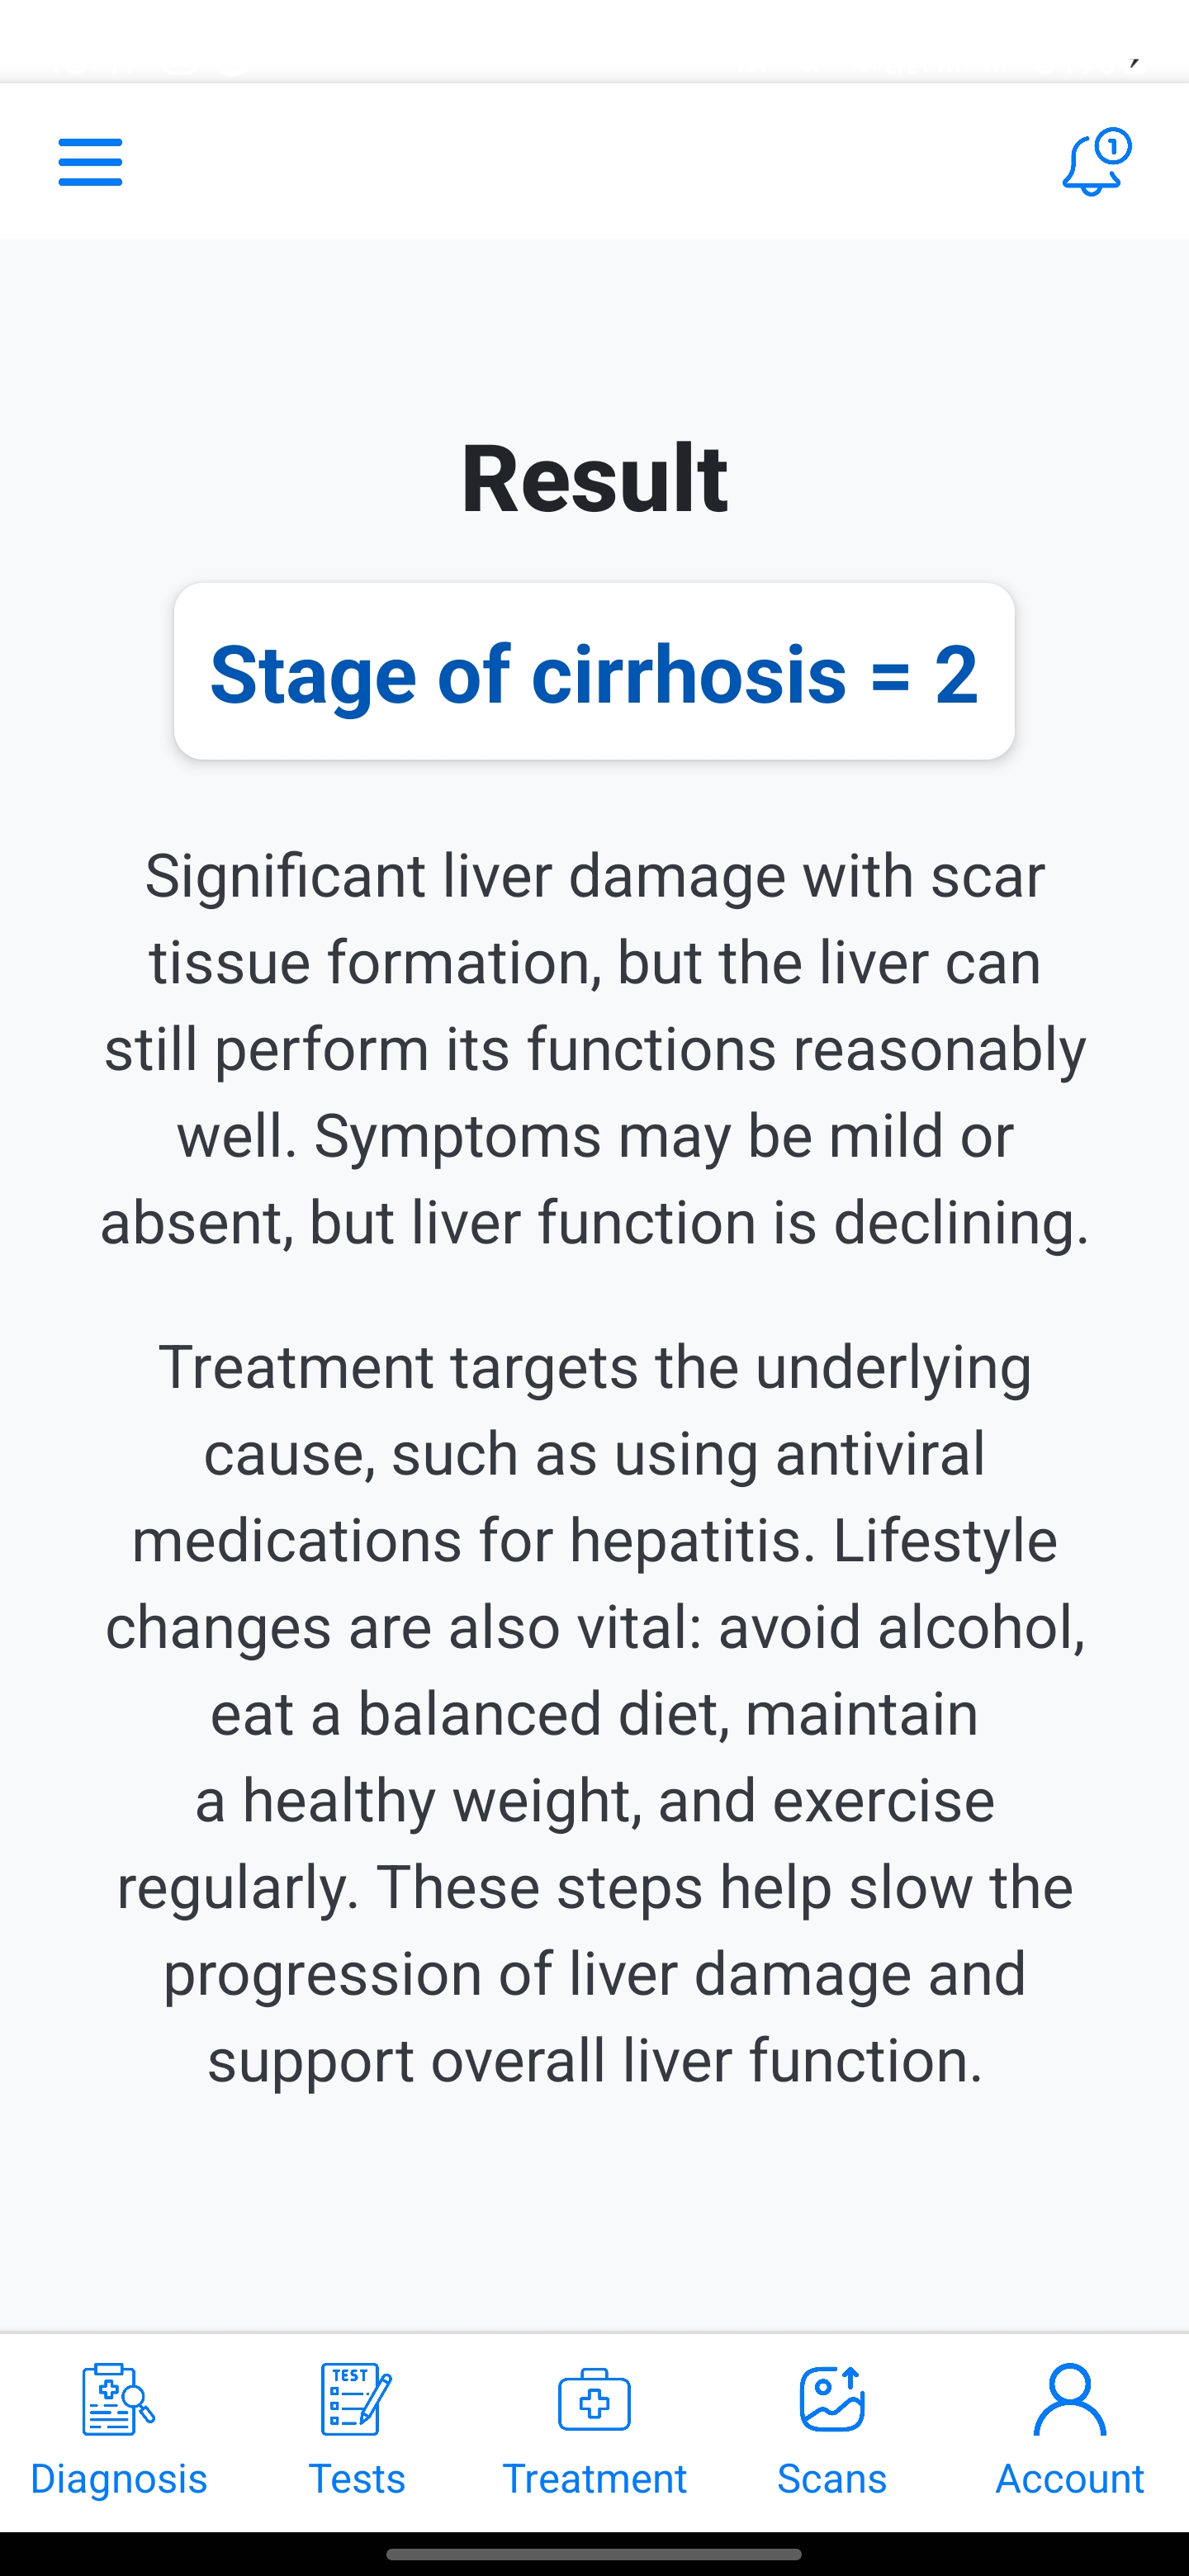 1
Result
Stage of cirrhosis = 2
Significant liver damage with scar
tissue formation, but the liver can
still perform its functions reasonably
well. Symptoms may be mild or
absent, but liver function is declining.
Treatment targets the underlying
cause, such as using antiviral
medications for hepatitis. Lifestyle
changes are also vital: avoid alcohol,
eat a balanced diet, maintain
a healthy weight, and exercise
regularly. These steps help slow the
progression of liver damage and
support overall liver function.
TEST
Diagnosis Tests Treatment Scans Account